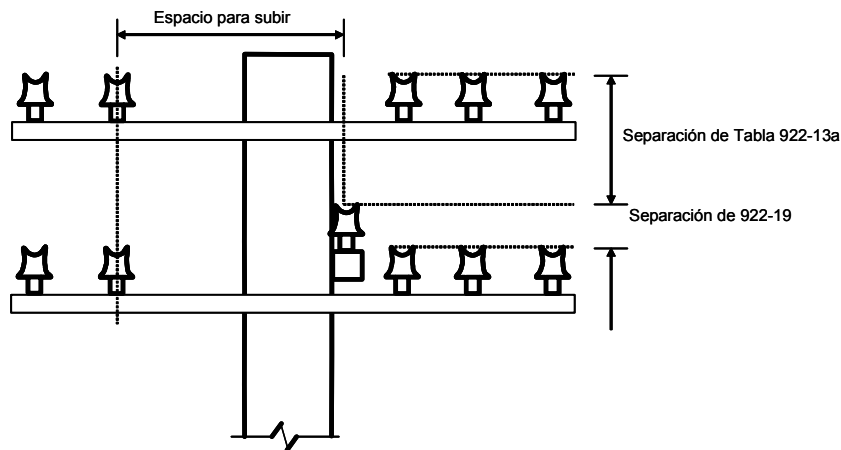 Espacio para subir
Separación de Tabla 922-13a
Separación de 922-19